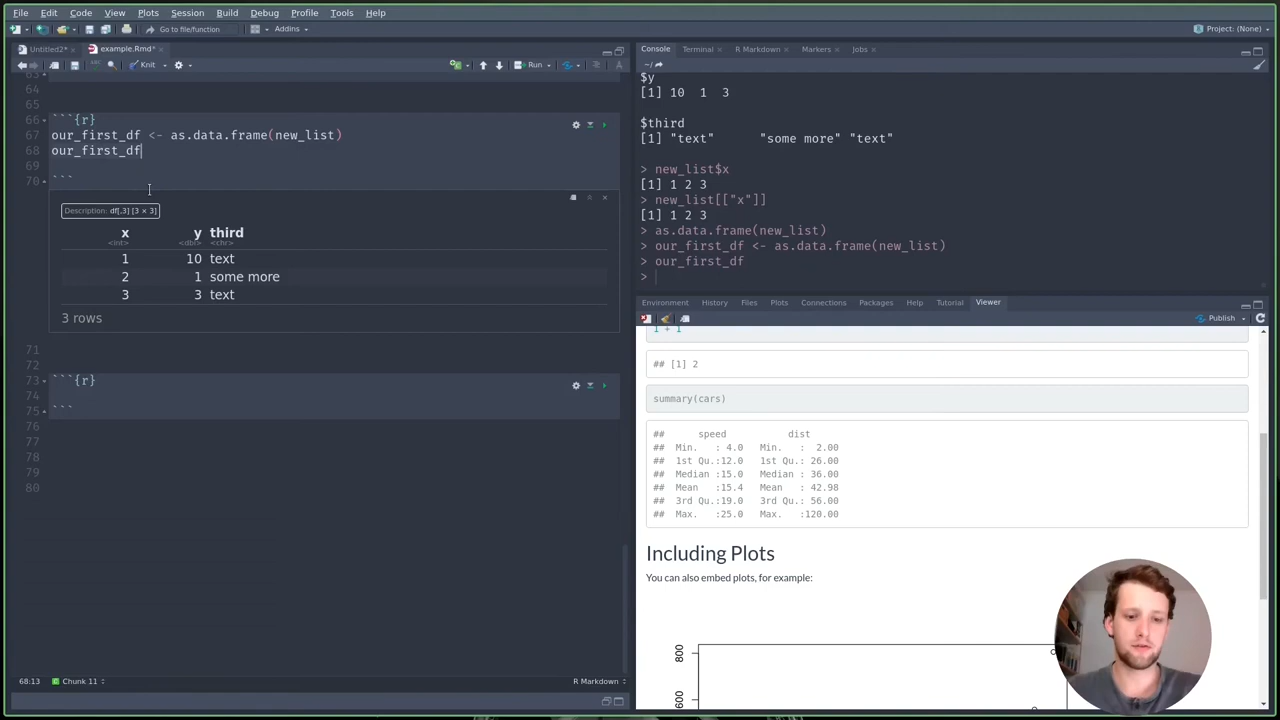 File Edit Code View Plots Session Build Debug Profile Tools Help
Go to file/function Addins Project: (None)
Untitled2* example.Rmd*
Knit Run
64
65
66 ```{r}
67 our_first_df <- as.data.frame(new_list)
68 our_first_df
69
70 ```
Description: df[,3] [3 × 3]
x y third
<int> <dbl> <chr>
1 10 text
2 1 some more
3 3 text
3 rows
71
72
73 ```{r}
74
75 ```
76
77
78
79
80
68:13 Chunk 11 R Markdown
Console Terminal R Markdown Markers Jobs
~/
$y
[1] 10 1 3
$third
[1] "text" "some more" "text"
> new_list$x
[1] 1 2 3
> new_list[["x"]]
[1] 1 2 3
> as.data.frame(new_list)
> our_first_df <- as.data.frame(new_list)
> our_first_df
>
Environment History Files Plots Connections Packages Help Tutorial Viewer
Publish
1 + 1
## [1] 2
summary(cars)
## speed dist
## Min. : 4.0 Min. : 2.00
## 1st Qu.:12.0 1st Qu.: 26.00
## Median :15.0 Median : 36.00
## Mean :15.4 Mean : 42.98
## 3rd Qu.:19.0 3rd Qu.: 56.00
## Max. :25.0 Max. :120.00
Including Plots
You can also embed plots, for example:
800
600